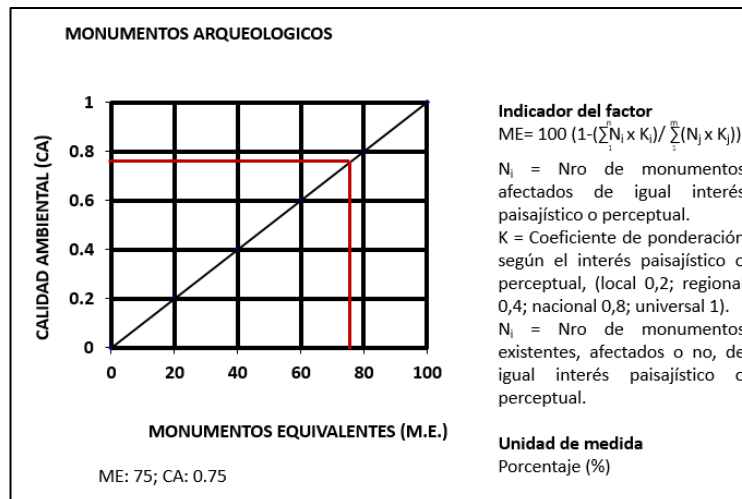 MONUMENTOS ARQUEOLOGICOS
CALIDAD AMBIENTAL (CA)
1
0.8
0.6
0.4
0.2
0
0
20
40
60
80
100
MONUMENTOS EQUIVALENTES (M.E.)
ME: 75; CA: 0.75
Indicador del factor
ME= 100 (1-(∑₁ⁿNᵢ x Kᵢ)/ ∑₁ᵐ(Nⱼ x Kⱼ))
Nᵢ = Nro de monumentos
afectados de igual interés
paisajístico o perceptual.
K = Coeficiente de ponderación
según el interés paisajístico o
perceptual, (local 0,2; regional
0,4; nacional 0,8; universal 1).
Nᵢ = Nro de monumentos
existentes, afectados o no, de
igual interés paisajístico o
perceptual.
Unidad de medida
Porcentaje (%)